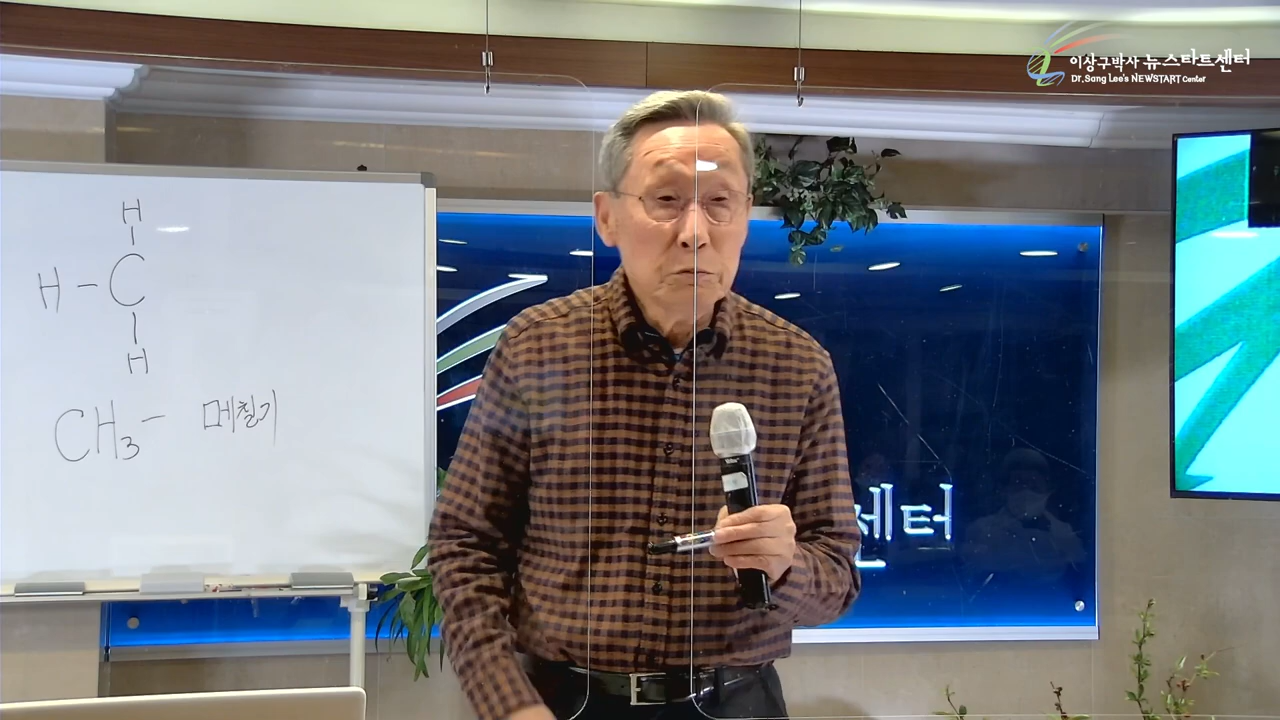 이상구박사 뉴스타트센터
Dr. Sang Lee's NEWSTART Center
H
H - C
H
CH₃- 메칠기
센터